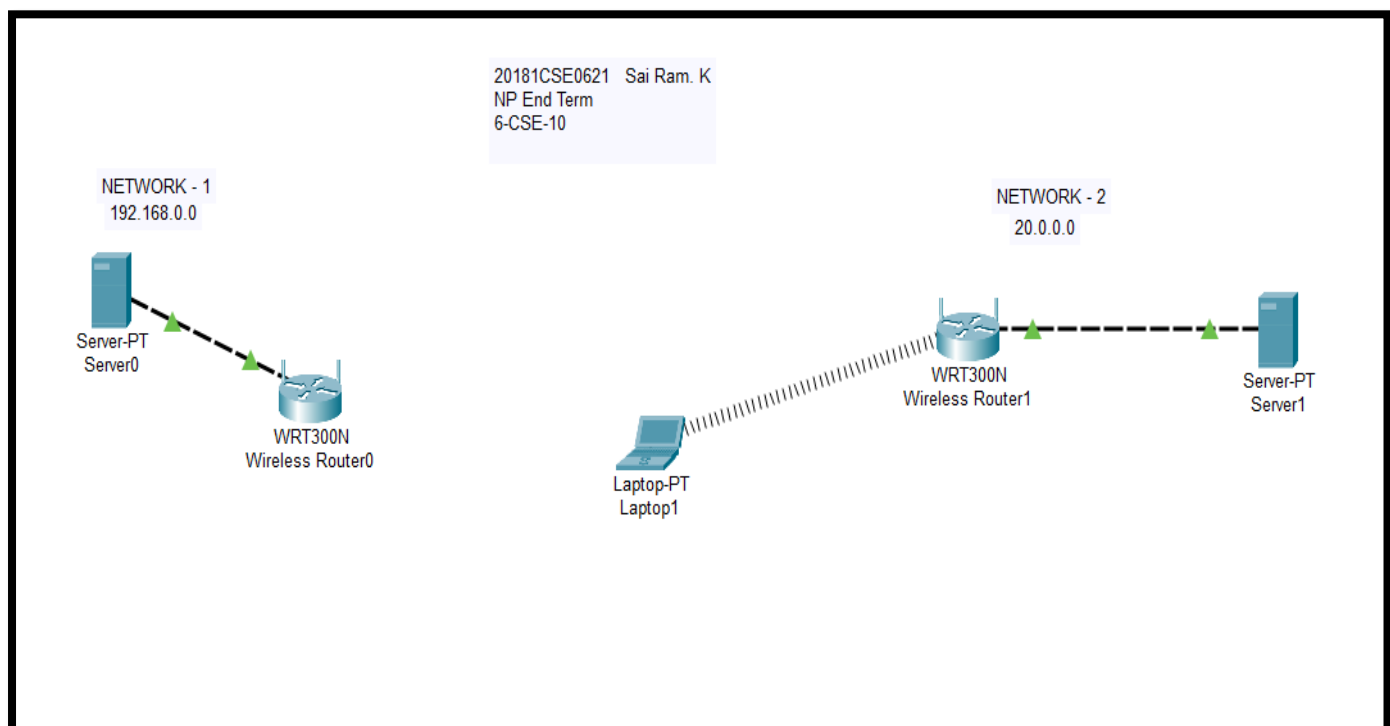 20181CSE0621 Sai Ram. K
NP End Term
6-CSE-10
NETWORK - 1
192.168.0.0
NETWORK - 2
20.0.0.0
Server-PT
Server0
WRT300N
Wireless Router0
Laptop-PT
Laptop1
WRT300N
Wireless Router1
Server-PT
Server1